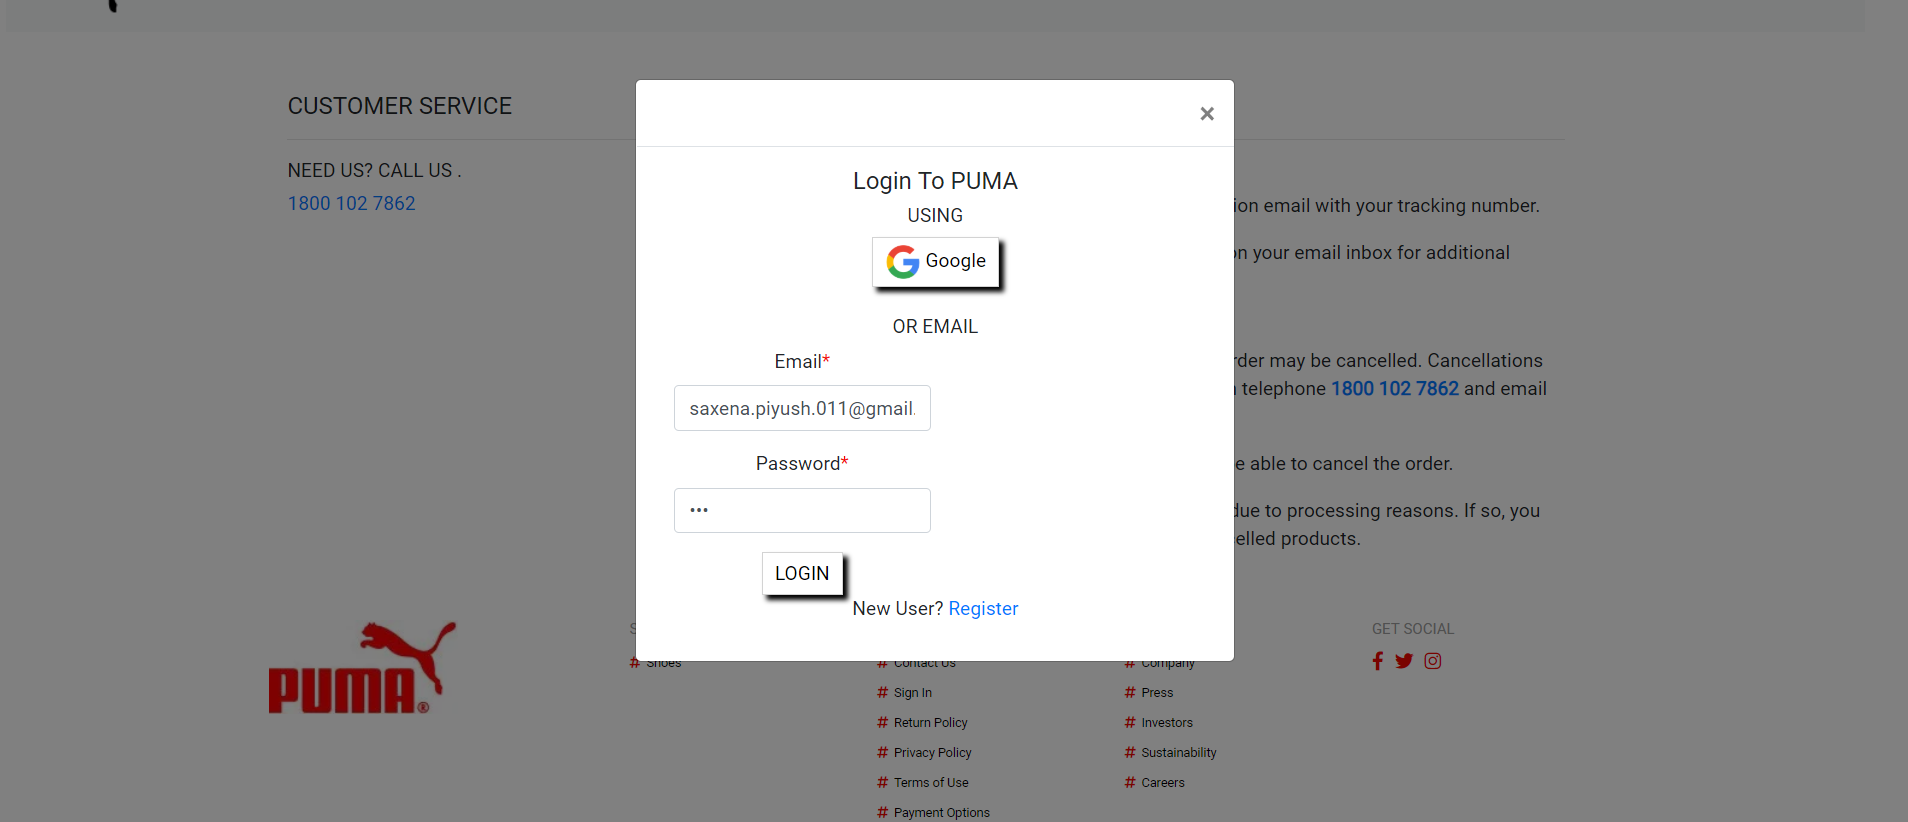 CUSTOMER SERVICE
NEED US? CALL US .
1800 102 7862
×
Login To PUMA
USING
Google
OR EMAIL
Email*
saxena.piyush.011@gmail.
Password*
•••
LOGIN
New User? Register
ion email with your tracking number.
on your email inbox for additional
rder may be cancelled. Cancellations
telephone 1800 102 7862 and email
e able to cancel the order.
due to processing reasons. If so, you
elled products.
PUMA®
# Shoes
# Contact Us
# Sign In
# Return Policy
# Privacy Policy
# Terms of Use
# Payment Options
# Company
# Press
# Investors
# Sustainability
# Careers
GET SOCIAL